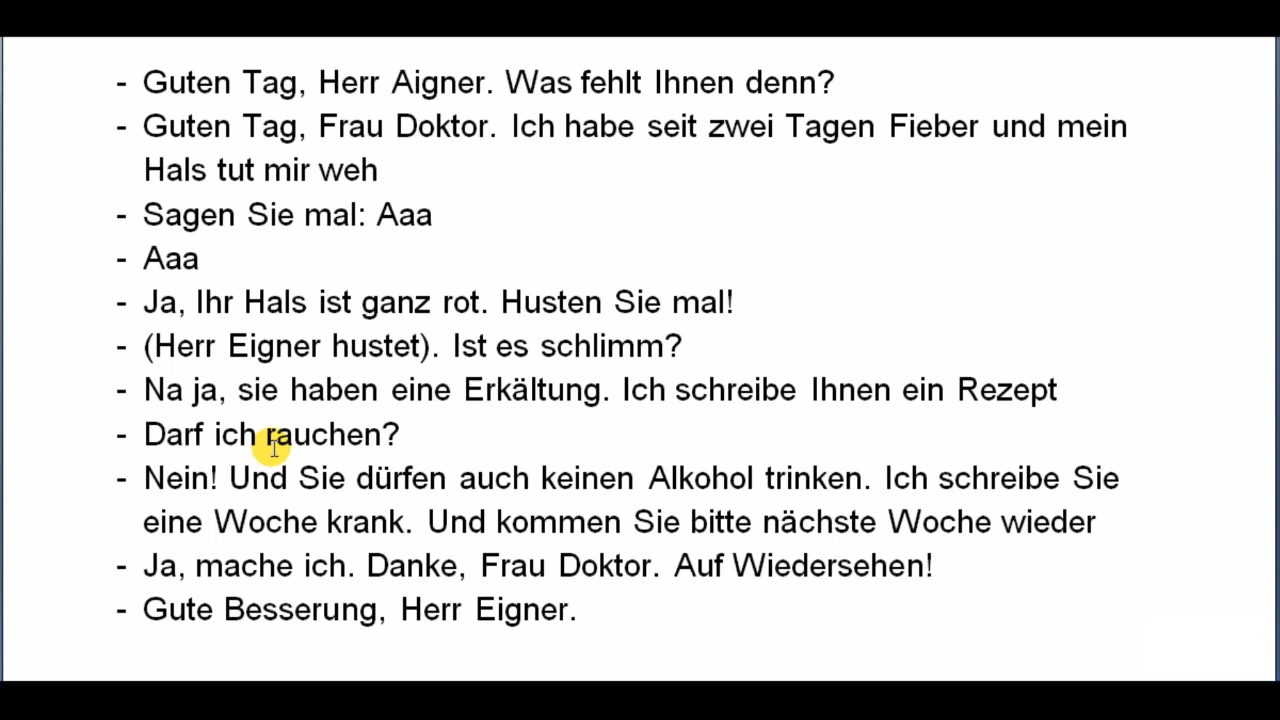 - Guten Tag, Herr Aigner. Was fehlt Ihnen denn?
- Guten Tag, Frau Doktor. Ich habe seit zwei Tagen Fieber und mein
Hals tut mir weh
- Sagen Sie mal: Aaa
- Aaa
- Ja, Ihr Hals ist ganz rot. Husten Sie mal!
- (Herr Eigner hustet). Ist es schlimm?
- Na ja, sie haben eine Erkältung. Ich schreibe Ihnen ein Rezept
- Darf ich rauchen?
- Nein! Und Sie dürfen auch keinen Alkohol trinken. Ich schreibe Sie
eine Woche krank. Und kommen Sie bitte nächste Woche wieder
- Ja, mache ich. Danke, Frau Doktor. Auf Wiedersehen!
- Gute Besserung, Herr Eigner.